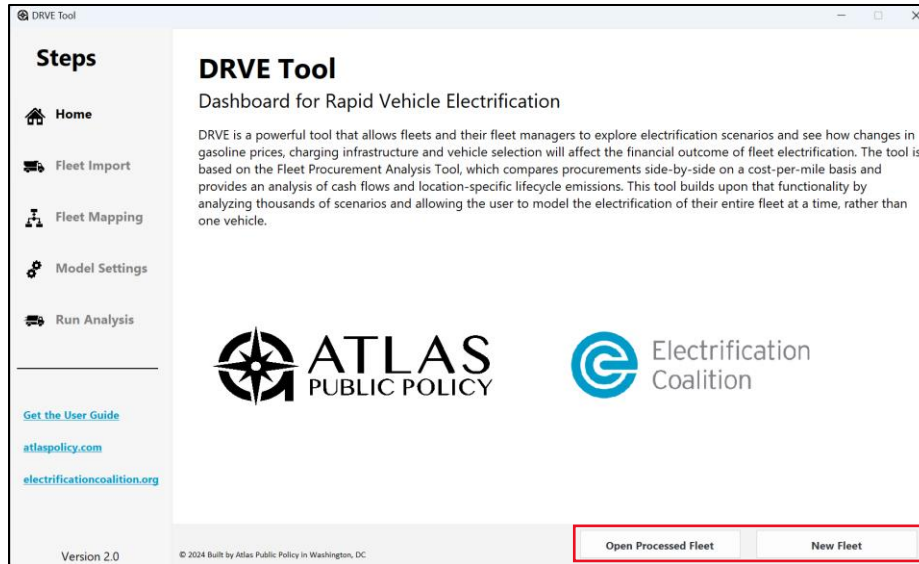 DRVE Tool
Steps
Home
Fleet Import
Fleet Mapping
Model Settings
Run Analysis
Get the User Guide
atlaspolicy.com
electrificationcoalition.org
Version 2.0
DRVE Tool
Dashboard for Rapid Vehicle Electrification
DRVE is a powerful tool that allows fleets and their fleet managers to explore electrification scenarios and see how changes in
gasoline prices, charging infrastructure and vehicle selection will affect the financial outcome of fleet electrification. The tool is
based on the Fleet Procurement Analysis Tool, which compares procurements side-by-side on a cost-per-mile basis and
provides an analysis of cash flows and location-specific lifecycle emissions. This tool builds upon that functionality by
analyzing thousands of scenarios and allowing the user to model the electrification of their entire fleet at a time, rather than
one vehicle.
ATLAS
PUBLIC POLICY
Electrification
Coalition
© 2024 Built by Atlas Public Policy in Washington, DC
Open Processed Fleet
New Fleet